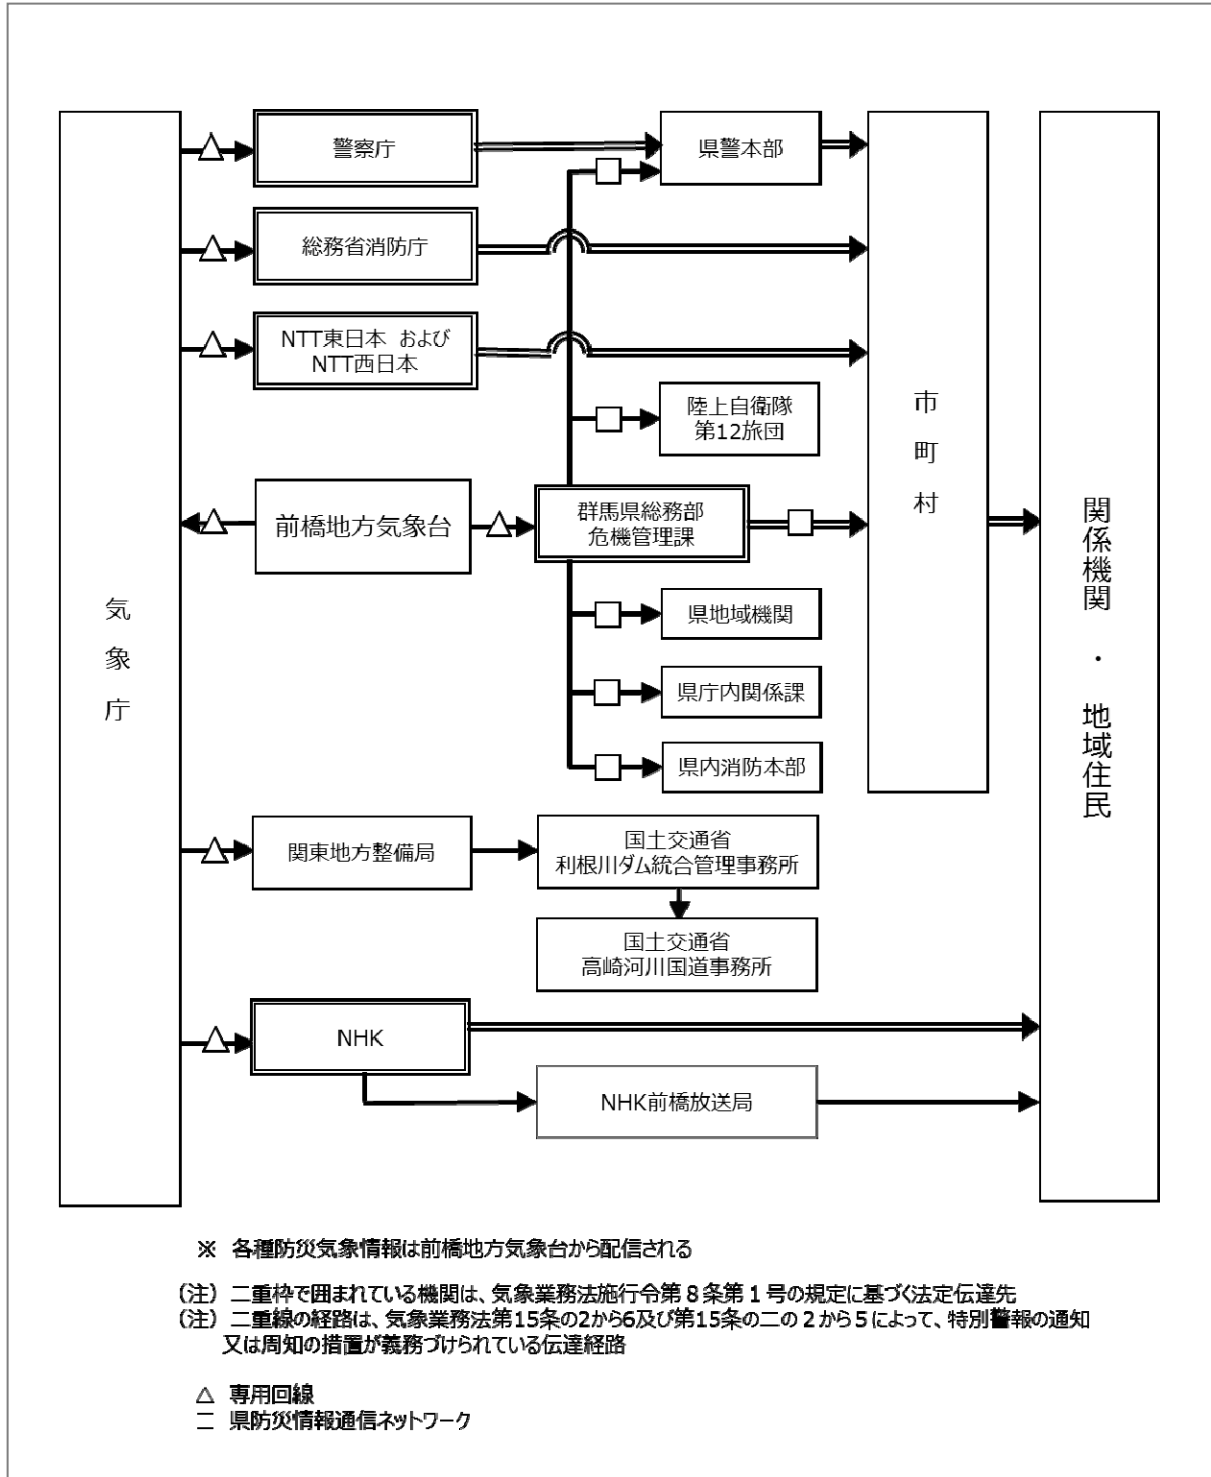 警察庁
県警本部
総務省消防庁
NTT東日本 および
NTT西日本
陸上自衛隊
第12旅団
前橋地方気象台
群馬県総務部
危機管理課
県地域機関
県庁内関係課
県内消防本部
市町村
気象庁
関係機関・地域住民
関東地方整備局
国土交通省
利根川ダム統合管理事務所
国土交通省
高崎河川国道事務所
NHK
NHK前橋放送局
※ 各種防災気象情報は前橋地方気象台から配信される
(注) 二重枠で囲まれている機関は、気象業務法施行令第8条第1号の規定に基づく法定伝達先
(注) 二重線の経路は、気象業務法第15条の2から6及び第15条の二の2から5によって、特別警報の通知
又は周知の措置が義務づけられている伝達経路
△ 専用回線
□ 県防災情報通信ネットワーク